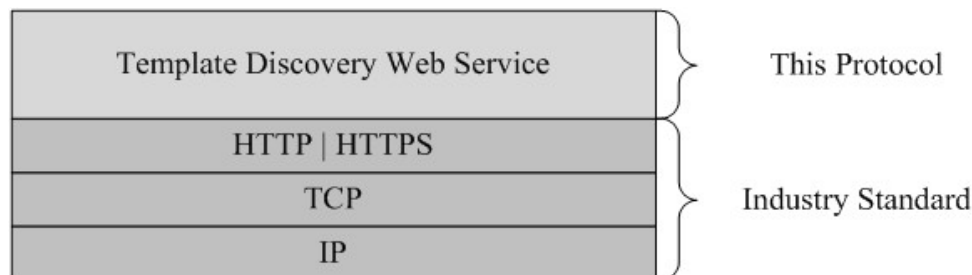 Template Discovery Web Service
This Protocol
HTTP | HTTPS
TCP
Industry Standard
IP